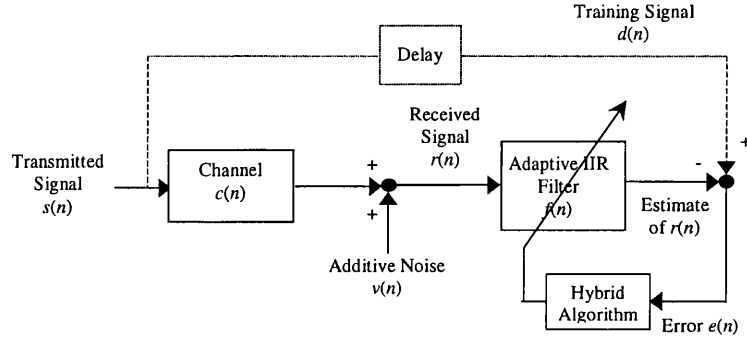 Training Signal
d(n)
Delay
Received
Signal
r(n)
+
Transmitted
Signal
s(n)
Channel
c(n)
+
+
Adaptive IIR
Filter
f(n)
-
Estimate
of r(n)
Additive Noise
v(n)
Hybrid
Algorithm
Error e(n)